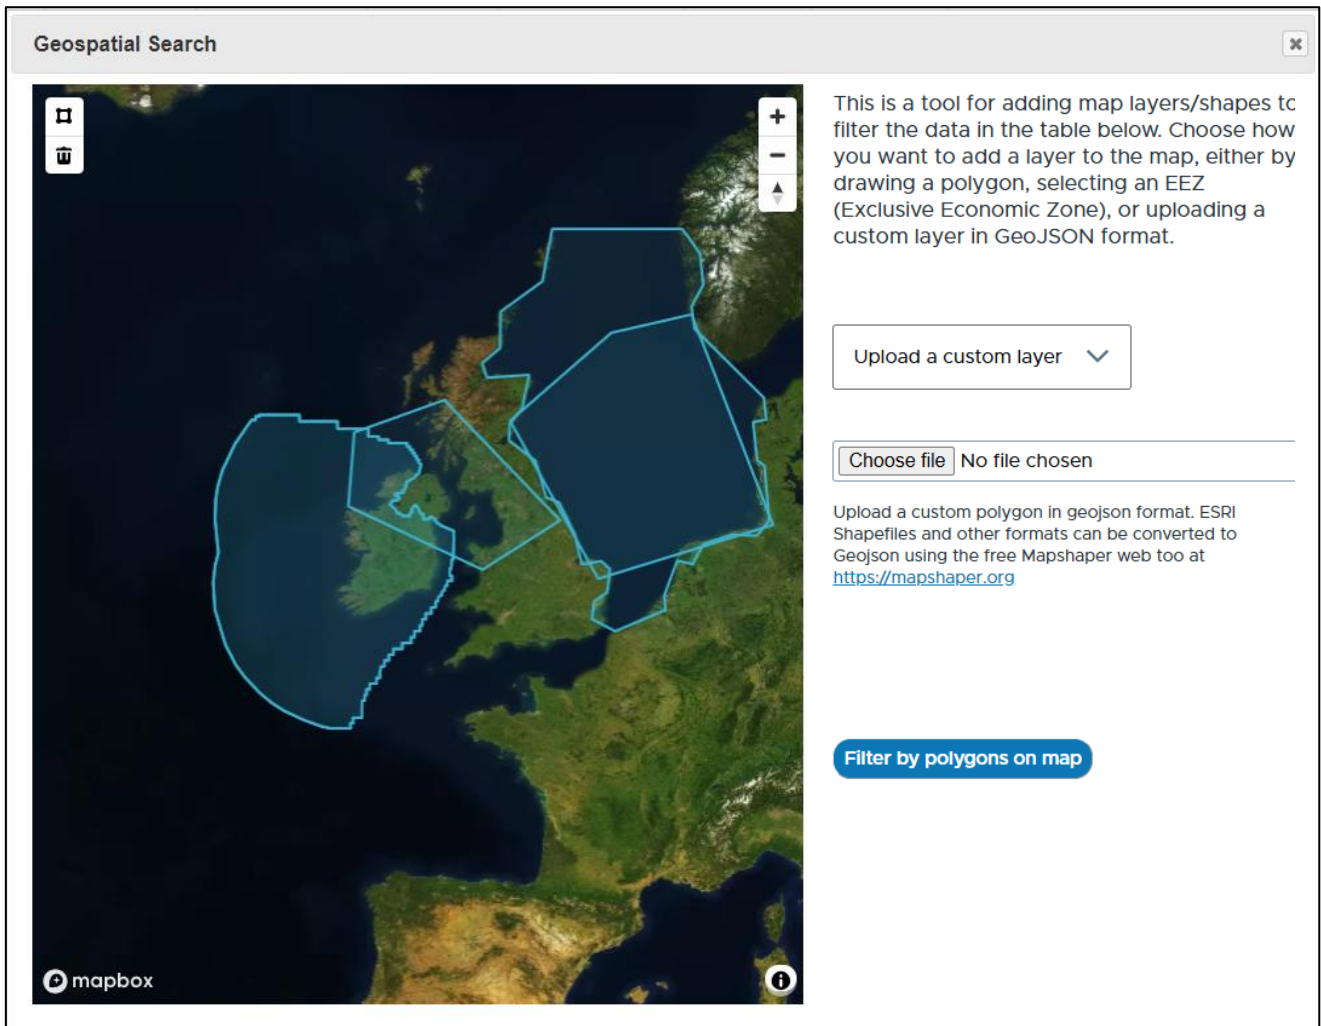 Geospatial Search
This is a tool for adding map layers/shapes to
filter the data in the table below. Choose how
you want to add a layer to the map, either by
drawing a polygon, selecting an EEZ
(Exclusive Economic Zone), or uploading a
custom layer in GeoJSON format.
Upload a custom layer
Choose file No file chosen
Upload a custom polygon in geojson format. ESRI
Shapefiles and other formats can be converted to
Geojson using the free Mapshaper web too at
https://mapshaper.org
Filter by polygons on map
mapbox